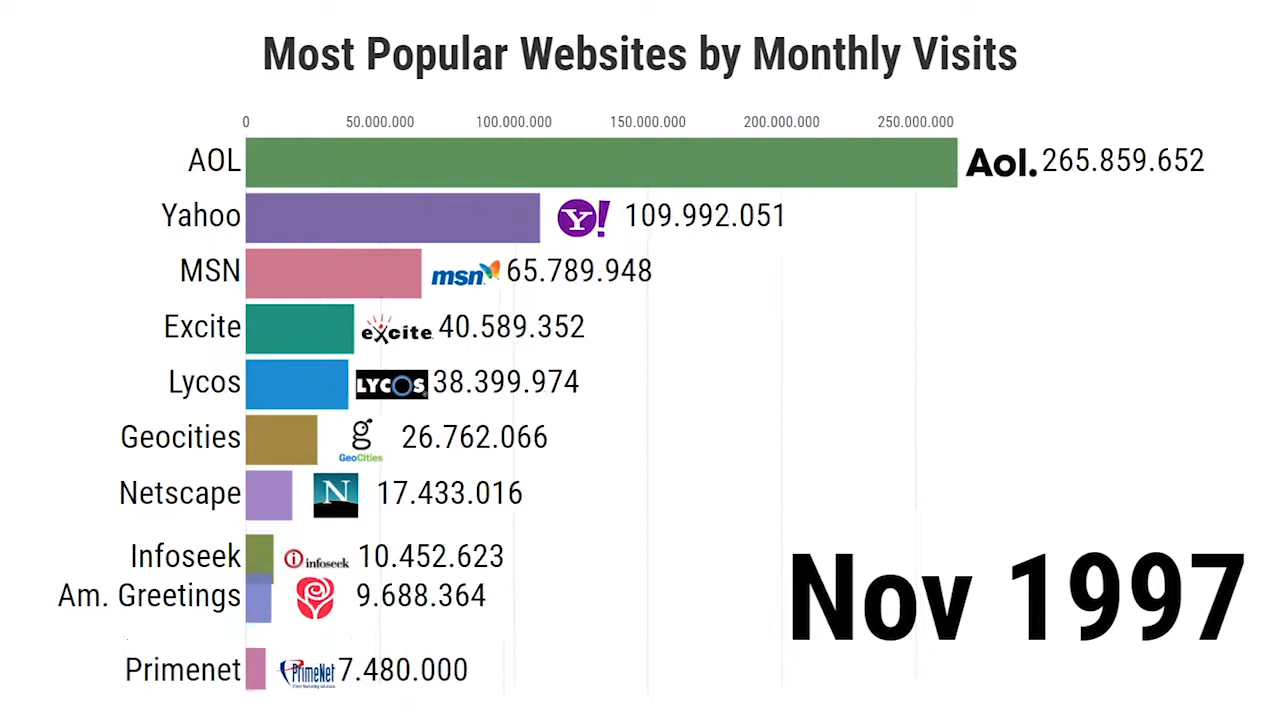 Most Popular Websites by Monthly Visits
0 50.000.000 100.000.000 150.000.000 200.000.000 250.000.000
AOL Aol. 265.859.652
Yahoo Y! 109.992.051
MSN msn 65.789.948
Excite excite 40.589.352
Lycos LYCOS 38.399.974
Geocities g GeoCities 26.762.066
Netscape N 17.433.016
Infoseek i infoseek 10.452.623
Am. Greetings 9.688.364
Primenet PrimeNet 7.480.000
Nov 1997